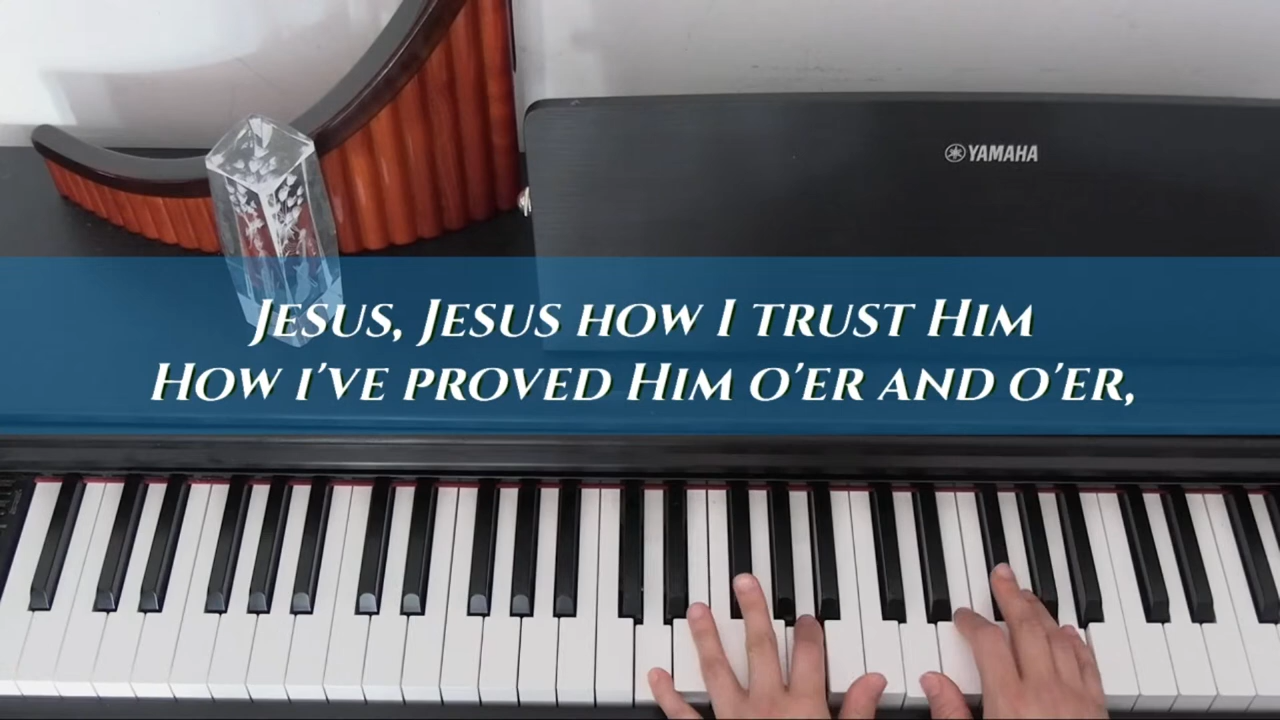 YAMAHA
Jesus, Jesus how I trust Him
How i've proved Him o'er and o'er,